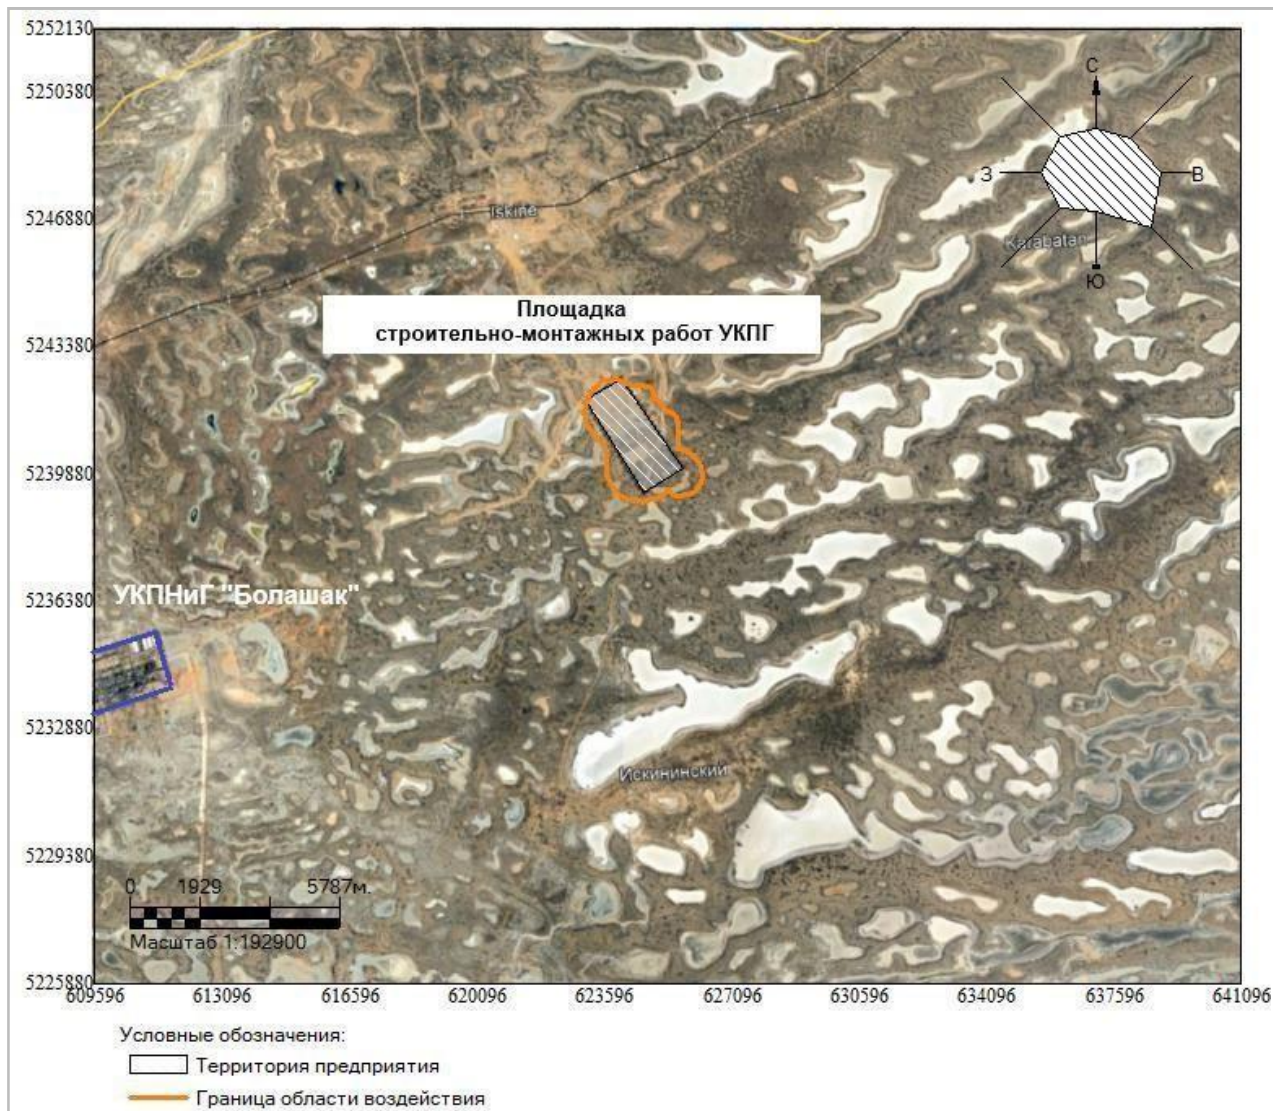 5252130
5250380
С
З
В
5246880
Iskine
Karabatan
Ю
Площадка
строительно-монтажных работ УКПГ
5243380
5239880
УКПНиГ "Болашак"
5236380
5232880
Искининский
5229380
0 1929 5787м.
Масштаб 1:192900
5225880
609596 613096 616596 620096 623596 627096 630596 634096 637596 641096
Условные обозначения:
Территория предприятия
Граница области воздействия